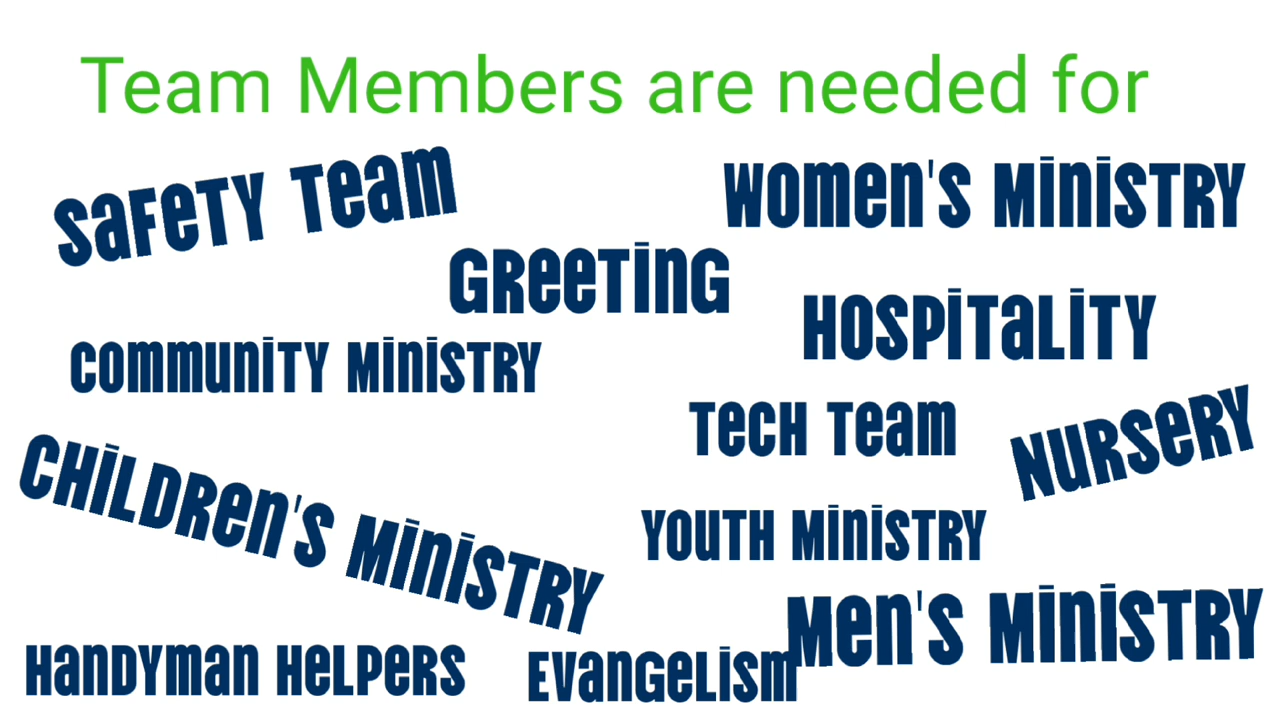 Team Members are needed for
Safety Team
Women's Ministry
Greeting
Hospitality
Community Ministry
Tech Team
Nursery
Children's Ministry
Youth Ministry
Men's Ministry
Handyman Helpers
Evangelism